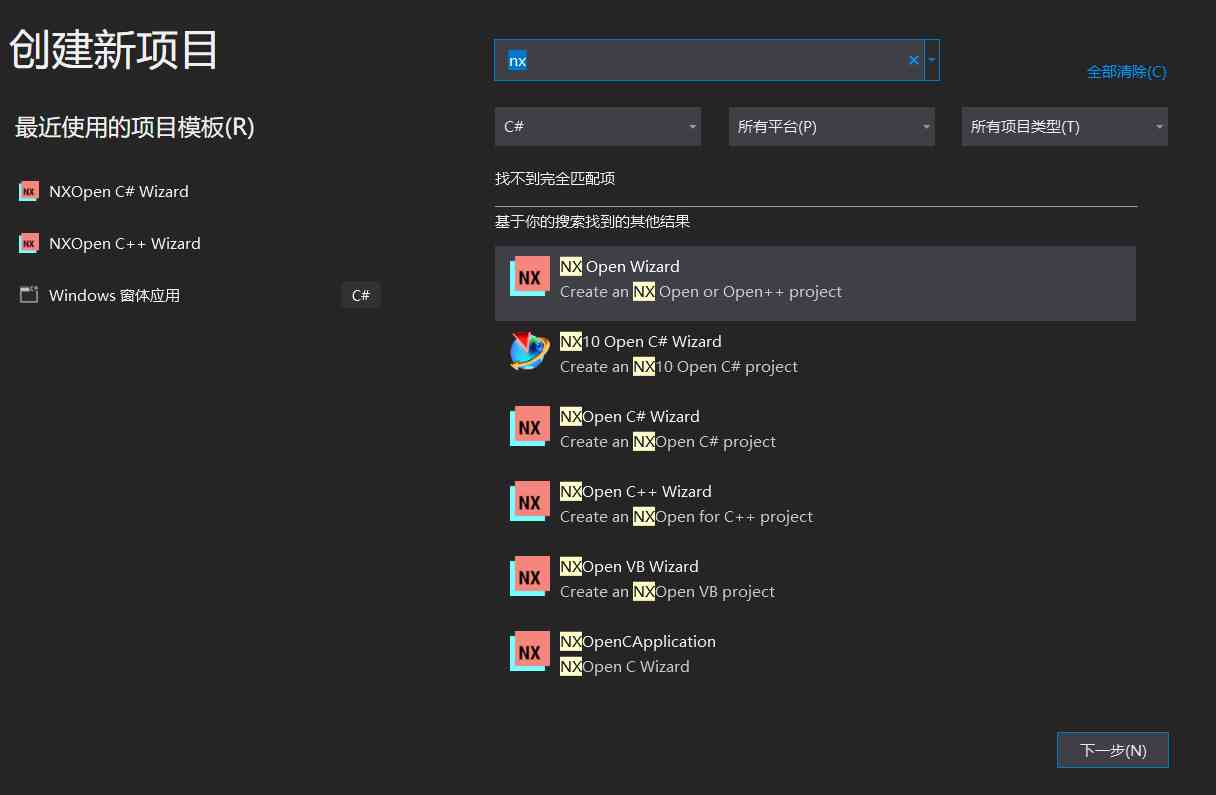 创建新项目
最近使用的项目模板(R)
NX NXOpen C# Wizard
NX NXOpen C++ Wizard
Windows 窗体应用 C#
nx
全部清除(C)
C# 所有平台(P) 所有项目类型(T)
找不到完全匹配项
基于你的搜索找到的其他结果
NX NX Open Wizard
Create an NX Open or Open++ project
NX10 Open C# Wizard
Create an NX10 Open C# project
NX NXOpen C# Wizard
Create an NXOpen C# project
NX NXOpen C++ Wizard
Create an NXOpen for C++ project
NX NXOpen VB Wizard
Create an NXOpen VB project
NX NXOpenCApplication
NXOpen C Wizard
下一步(N)